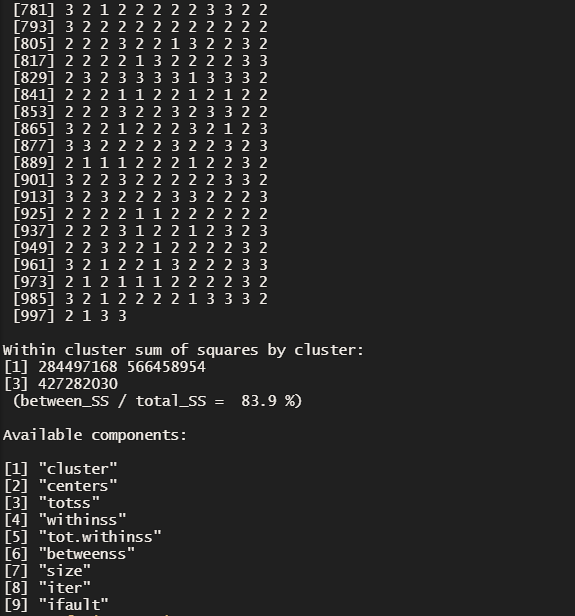 [781] 3 2 1 2 2 2 2 2 3 3 2 2
[793] 3 2 2 2 2 2 2 2 2 2 2 2
[805] 2 2 2 3 2 2 1 3 2 2 3 2
[817] 2 2 2 2 1 3 2 2 2 2 3 3
[829] 2 3 2 3 3 3 3 1 3 3 3 2
[841] 2 2 2 1 1 2 2 1 2 1 2 2
[853] 2 2 2 3 2 2 3 2 3 3 2 2
[865] 3 2 2 1 2 2 2 3 2 1 2 3
[877] 3 3 2 2 2 2 3 2 2 3 2 3
[889] 2 1 1 1 2 2 2 1 2 2 3 2
[901] 3 2 2 3 2 2 2 2 2 3 3 2
[913] 3 2 3 2 2 2 3 3 2 2 2 3
[925] 2 2 2 2 1 1 2 2 2 2 2 2
[937] 2 2 2 3 1 2 2 1 2 3 2 3
[949] 2 2 3 2 2 1 2 2 2 2 3 2
[961] 3 2 1 2 2 1 3 2 2 2 3 3
[973] 2 1 2 1 1 1 2 2 2 2 3 2
[985] 3 2 1 2 2 2 2 1 3 3 3 2
[997] 2 1 3 3
Within cluster sum of squares by cluster:
[1] 284497168 566458954
[3] 427282030
(between_SS / total_SS =  83.9 %)
Available components:
[1] "cluster"
[2] "centers"
[3] "totss"
[4] "withinss"
[5] "tot.withinss"
[6] "betweenss"
[7] "size"
[8] "iter"
[9] "ifault"